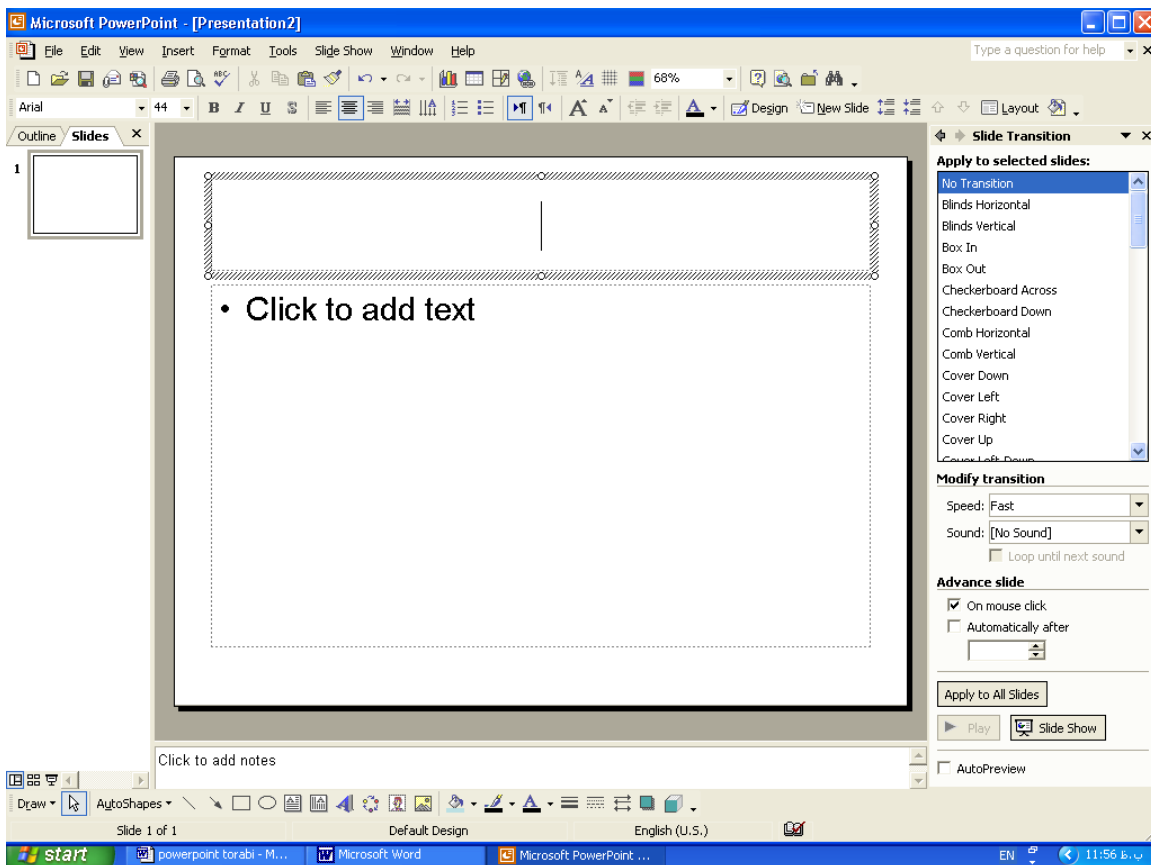 Microsoft PowerPoint - [Presentation2]
File Edit View Insert Format Tools Slide Show Window Help Type a question for help
68%
Arial 44 B I U S Design New Slide Layout
Outline Slides Slide Transition
1
Click to add text
Apply to selected slides:
No Transition
Blinds Horizontal
Blinds Vertical
Box In
Box Out
Checkerboard Across
Checkerboard Down
Comb Horizontal
Comb Vertical
Cover Down
Cover Left
Cover Right
Cover Up
Cover Left-Down
Modify transition
Speed: Fast
Sound: [No Sound]
Loop until next sound
Advance slide
On mouse click
Automatically after
Apply to All Slides
Play Slide Show
AutoPreview
Click to add notes
Draw AutoShapes
Slide 1 of 1 Default Design English (U.S.)
start powerpoint torabi - M... Microsoft Word Microsoft PowerPoint ... EN 11:56 ب.ظ